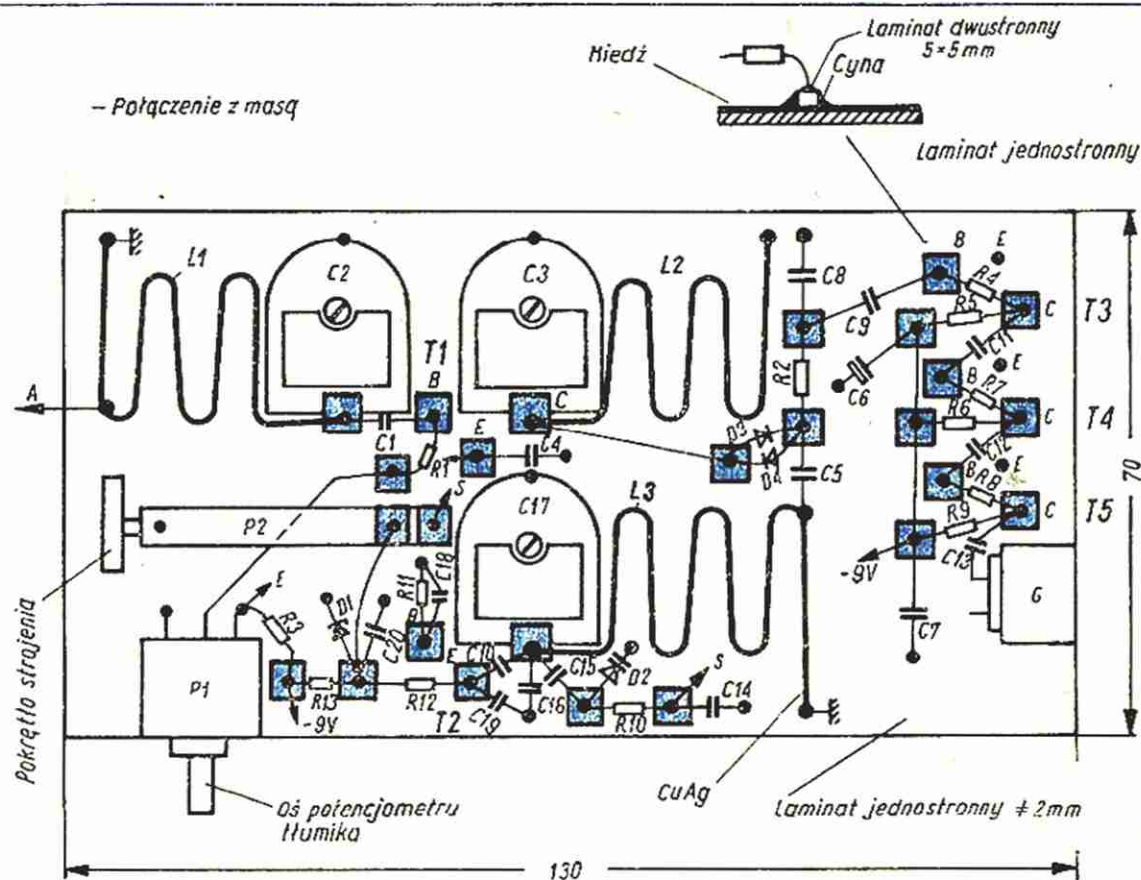 Laminat dwustronny
5×5mm
Miedź
Cyna
– Połączenie z masą
Laminat jednostronny
B
E
L1
C2
C3
L2
C8
R4
R5
C
T3
C9
C11
T1
B
R2
C6
B
E
R7
A
C
R6
C
T4
C1
E
C4
D3
C12
R1
D4
C5
B
E
R8
S
C17
L3
R9
C
T5
70
P2
-9V
C13
G
E
C18
R11
D1
R3
C20
B
C7
P1
E
C10
C15
D2
S
R13
R12
C16
C14
-9V
T2
C19
R10
Pokrętło strojenia
CuAg
Oś potencjometru
tłumika
Laminat jednostronny ≠ 2mm
130